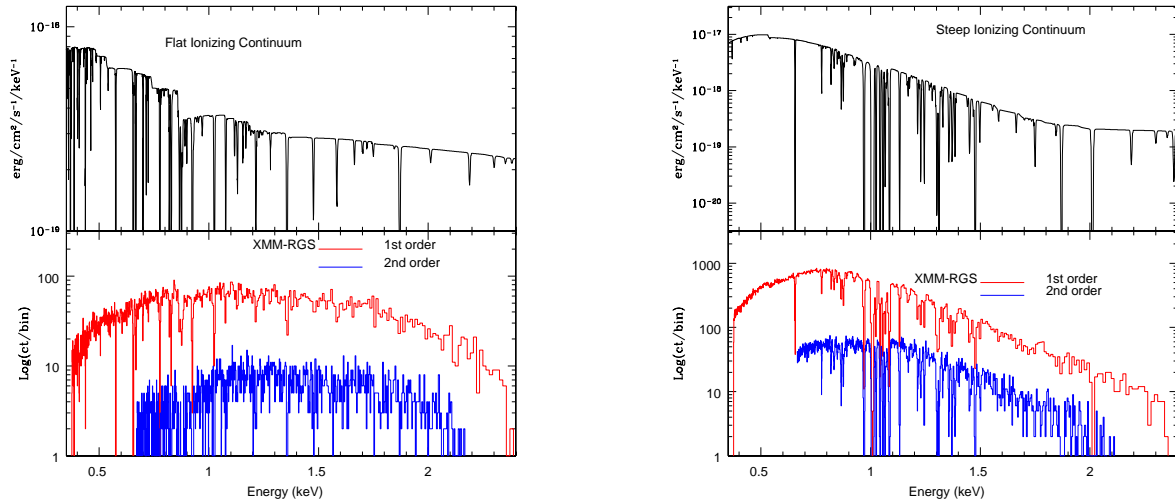 10⁻¹⁸
Flat Ionizing Continuum
erg/cm²/s⁻¹/keV⁻¹
10⁻¹⁹
XMM-RGS
1st order
2nd order
100
10
1
Log(ct/bin)
0.5 1 1.5 2
Energy (keV)
10⁻¹⁷
Steep Ionizing Continuum
10⁻¹⁸
erg/cm²/s⁻¹/keV⁻¹
10⁻¹⁹
10⁻²⁰
XMM-RGS
1st order
2nd order
1000
100
10
1
Log(ct/bin)
0.5 1 1.5 2
Energy (keV)